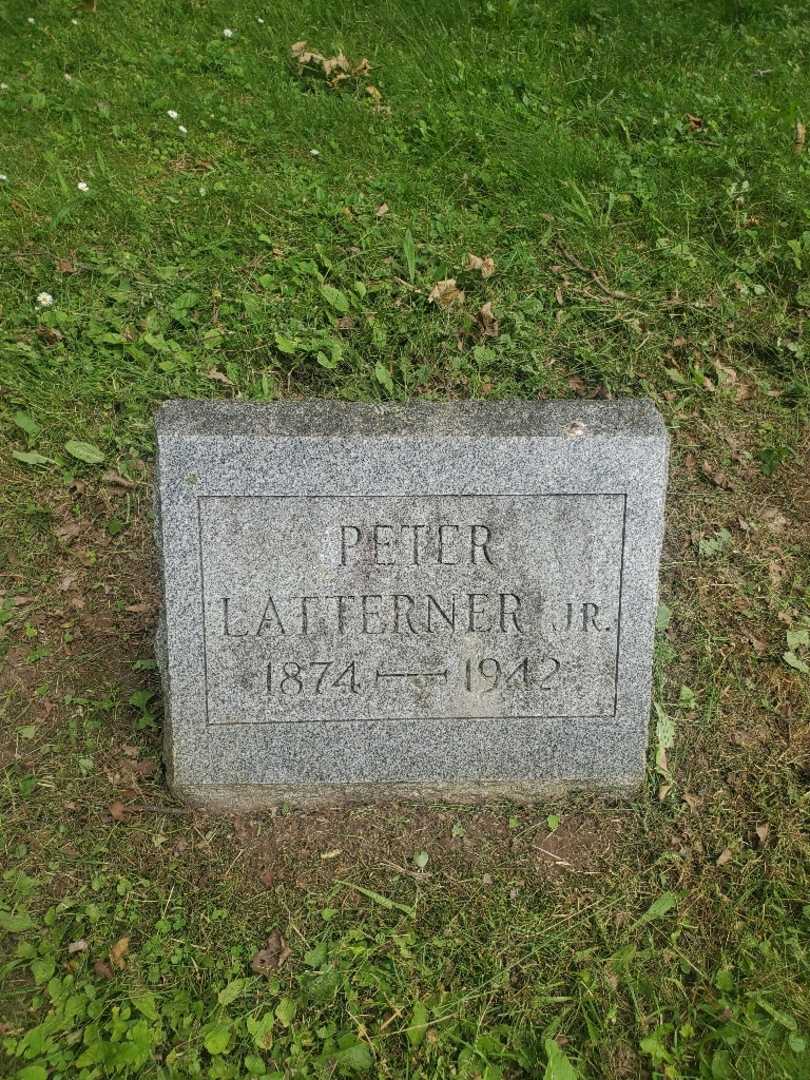 PETER
LATTERNER JR.
1874 — 1942